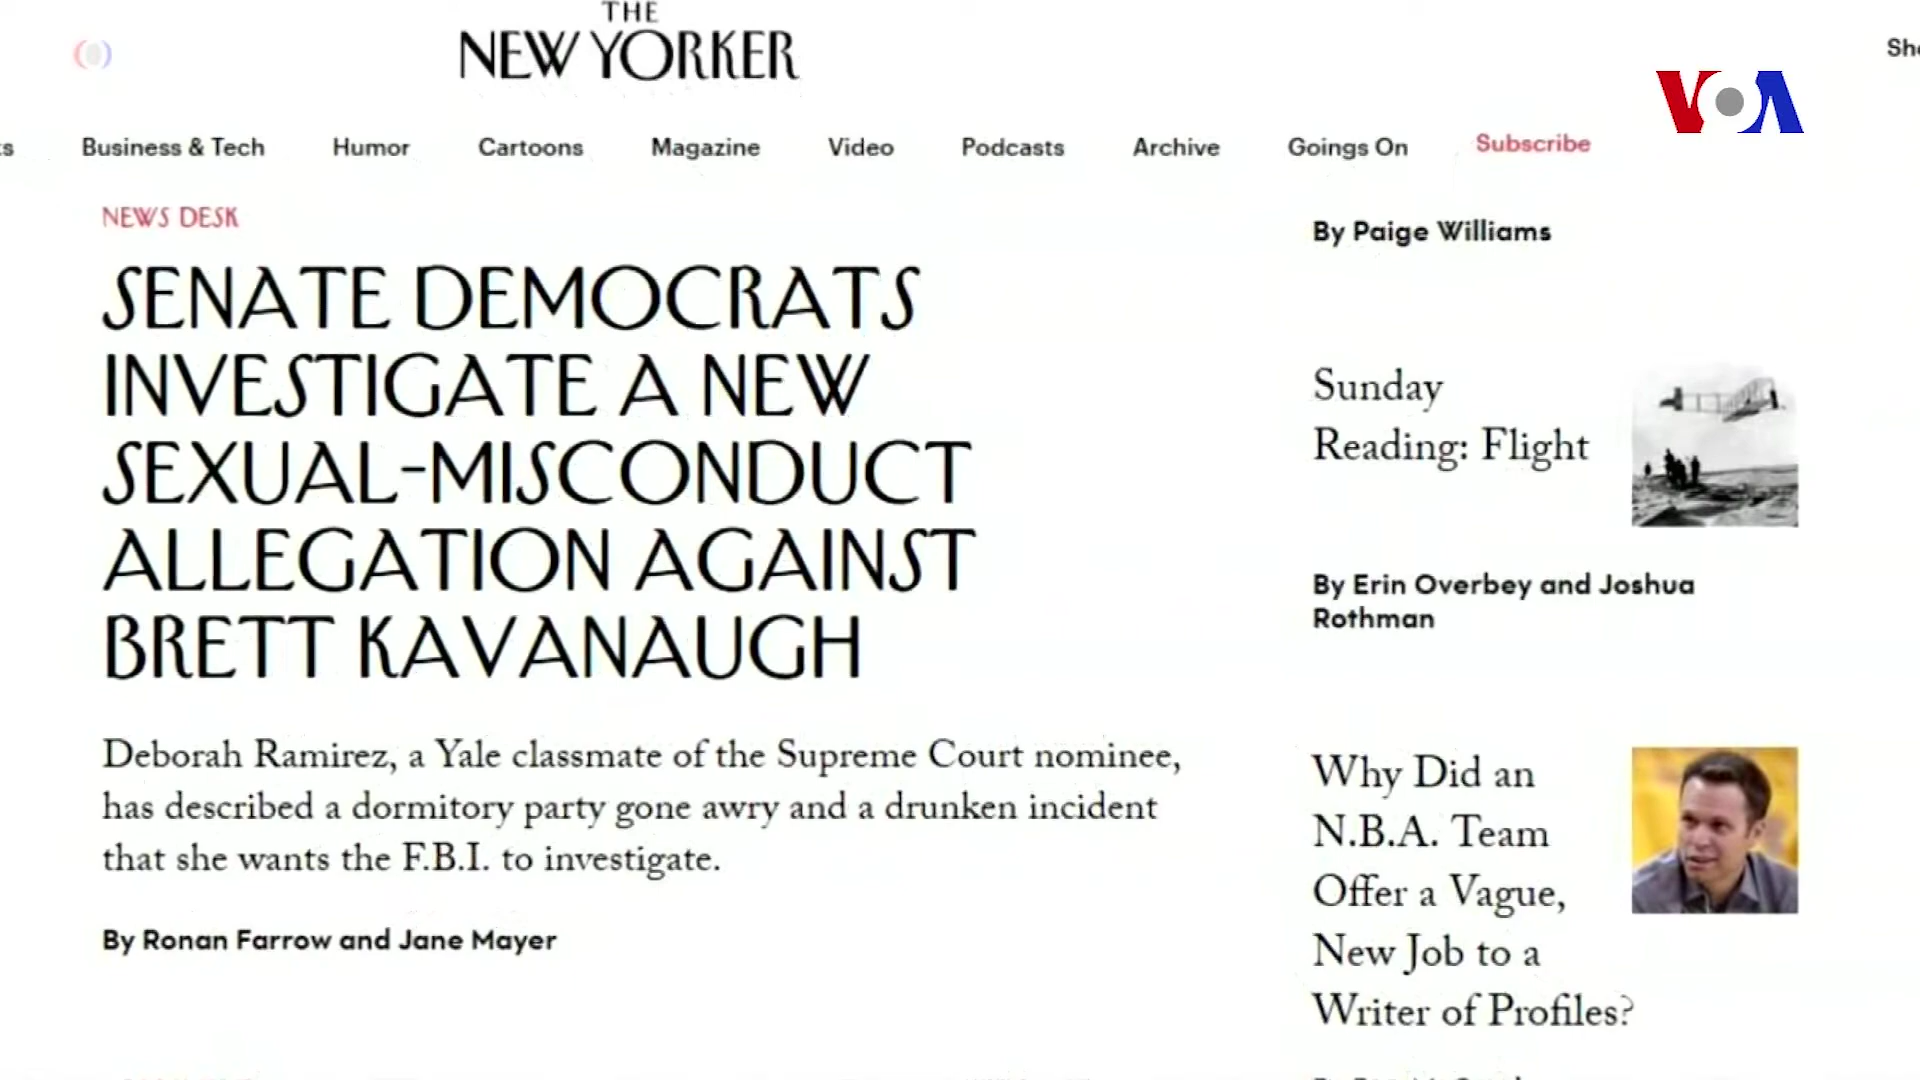 THE
NEW YORKER
VOA
Business & Tech Humor Cartoons Magazine Video Podcasts Archive Goings On Subscribe
NEWS DESK
SENATE DEMOCRATS
INVESTIGATE A NEW
SEXUAL-MISCONDUCT
ALLEGATION AGAINST
BRETT KAVANAUGH
Deborah Ramirez, a Yale classmate of the Supreme Court nominee,
has described a dormitory party gone awry and a drunken incident
that she wants the F.B.I. to investigate.
By Ronan Farrow and Jane Mayer
By Paige Williams
Sunday
Reading: Flight
By Erin Overbey and Joshua
Rothman
Why Did an
N.B.A. Team
Offer a Vague,
New Job to a
Writer of Profiles?